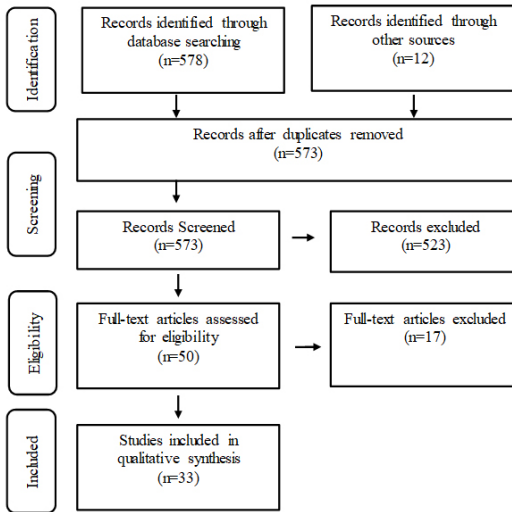 Identification
Records identified through
database searching
(n=578)
Records identified through
other sources
(n=12)
Records after duplicates removed
(n=573)
Screening
Records Screened
(n=573)
Records excluded
(n=523)
Eligibility
Full-text articles assessed
for eligibility
(n=50)
Full-text articles excluded
(n=17)
Included
Studies included in
qualitative synthesis
(n=33)